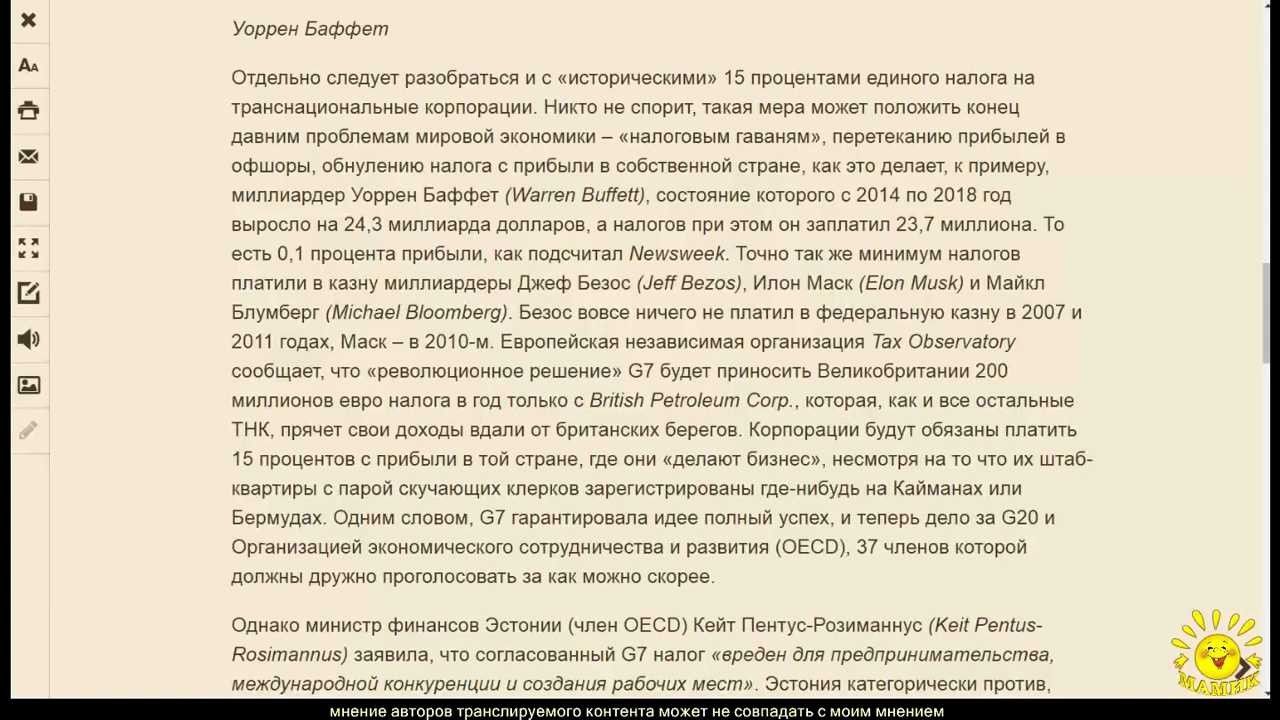 Уоррен Баффет
Отдельно следует разобраться и с «историческими» 15 процентами единого налога на
транснациональные корпорации. Никто не спорит, такая мера может положить конец
давним проблемам мировой экономики – «налоговым гаваням», перетеканию прибылей в
офшоры, обнулению налога с прибыли в собственной стране, как это делает, к примеру,
миллиардер Уоррен Баффет (Warren Buffett), состояние которого с 2014 по 2018 год
выросло на 24,3 миллиарда долларов, а налогов при этом он заплатил 23,7 миллиона. То
есть 0,1 процента прибыли, как подсчитал Newsweek. Точно так же минимум налогов
платили в казну миллиардеры Джеф Безос (Jeff Bezos), Илон Маск (Elon Musk) и Майкл
Блумберг (Michael Bloomberg). Безос вовсе ничего не платил в федеральную казну в 2007 и
2011 годах, Маск – в 2010-м. Европейская независимая организация Tax Observatory
сообщает, что «революционное решение» G7 будет приносить Великобритании 200
миллионов евро налога в год только с British Petroleum Corp., которая, как и все остальные
ТНК, прячет свои доходы вдали от британских берегов. Корпорации будут обязаны платить
15 процентов с прибыли в той стране, где они «делают бизнес», несмотря на то что их штаб-
квартиры с парой скучающих клерков зарегистрированы где-нибудь на Кайманах или
Бермудах. Одним словом, G7 гарантировала идее полный успех, и теперь дело за G20 и
Организацией экономического сотрудничества и развития (OECD), 37 членов которой
должны дружно проголосовать за как можно скорее.
Однако министр финансов Эстонии (член OECD) Кейт Пентус-Розиманнус (Keit Pentus-
Rosimannus) заявила, что согласованный G7 налог «вреден для предпринимательства,
международной конкуренции и создания рабочих мест». Эстония категорически против,
МАМИК
мнение авторов транслируемого контента может не совпадать с моим мнением